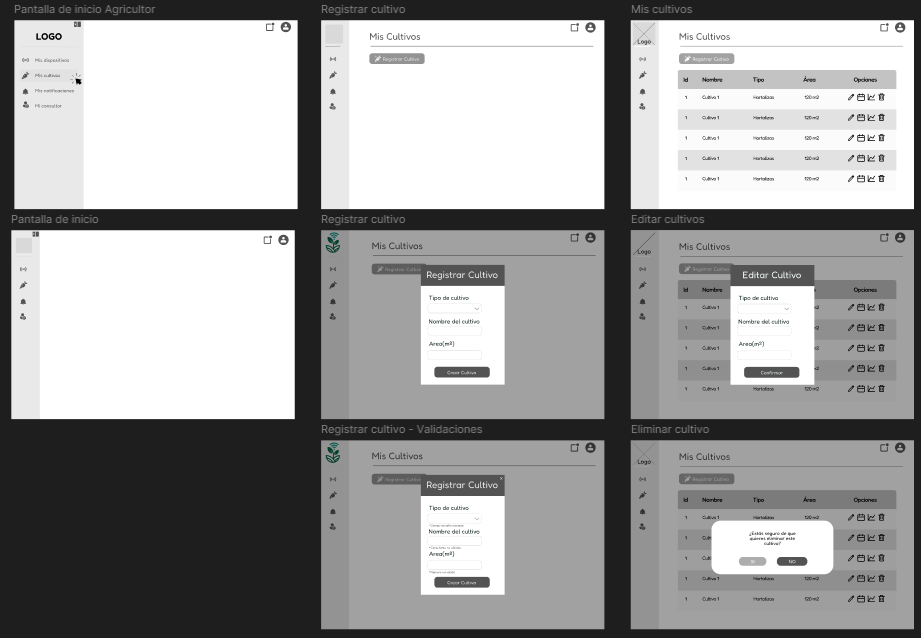 Pantalla de inicio Agricultor
LOGO
Mis dispositivos
Mis cultivos
Mis notificaciones
Mi consultor
Registrar cultivo
Mis Cultivos
Registrar Cultivo
Mis cultivos
Logo
Mis Cultivos
Registrar Cultivo
Id Nombre Tipo Área Opciones
1 Cultivo 1 Hortalizas 120 m2
1 Cultivo 1 Hortalizas 120 m2
1 Cultivo 1 Hortalizas 120 m2
1 Cultivo 1 Hortalizas 120 m2
1 Cultivo 1 Hortalizas 120 m2
Pantalla de inicio
Registrar cultivo
Mis Cultivos
Registrar Cultivo
Registrar Cultivo
Tipo de cultivo
Nombre del cultivo
Area(m²)
Crear Cultivo
Editar cultivos
Logo
Mis Cultivos
Registrar Cultivo
Id Nombre Opciones
Editar Cultivo
Tipo de cultivo
Nombre del cultivo
Area(m²)
Confirmar
1 Cultivo 1
1 Cultivo 1
1 Cultivo 1
1 Cultivo 1
1 Cultivo 1 Hortalizas 120 m2
Registrar cultivo - Validaciones
Mis Cultivos
Registrar Cultivo
Registrar Cultivo
x
Tipo de cultivo
Nombre del cultivo
Area(m²)
Crear Cultivo
Eliminar cultivo
Logo
Mis Cultivos
Registrar Cultivo
Id Nombre Tipo Área Opciones
1 Cultivo 1 Hortalizas 120 m2
1
1
¿Estás seguro de que
quieres eliminar este
cultivo?
SI NO
1 Cultivo 1 Hortalizas 120 m2
1 Cultivo 1 Hortalizas 120 m2